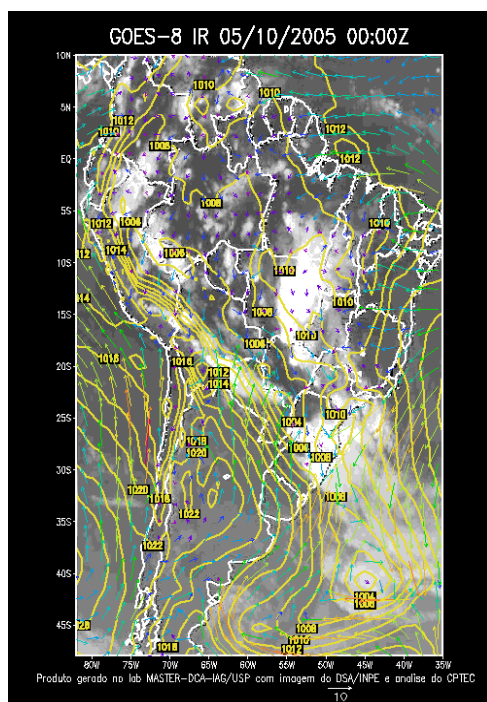 GOES-8 IR 05/10/2005 00:00Z
10N
1010 1010
5N
1012 1012
1010
1008 1012
EQ
1008
5S
1012 1006 1010
1014 1006
10S
1010
1010
15S
1008
1010
1006
1016 1016
20S
1012
1014
1010
25S
1004
1018
1020 1008
30S
1020 1018 1008
1022
35S
1022
40S
1004
1006
45S
1008
1010
1018 1012
80W 75W 70W 65W 60W 55W 50W 45W 40W 35W
Produto gerado no lab MASTER-DCA-IAG/USP com imagem do DSA/INPE e analise do CPTEC
10